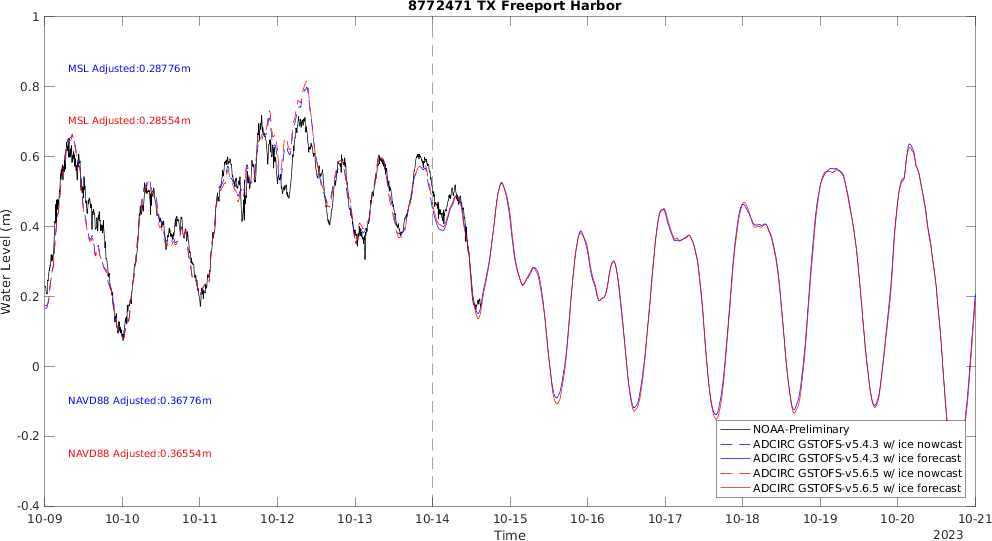 8772471 TX Freeport Harbor
1
0.8
0.6
0.4
0.2
0
-0.2
-0.4
Water Level (m)
MSL Adjusted:0.28776m
MSL Adjusted:0.28554m
NAVD88 Adjusted:0.36776m
NAVD88 Adjusted:0.36554m
NOAA-Preliminary
ADCIRC GSTOFS-v5.4.3 w/ ice nowcast
ADCIRC GSTOFS-v5.4.3 w/ ice forecast
ADCIRC GSTOFS-v5.6.5 w/ ice nowcast
ADCIRC GSTOFS-v5.6.5 w/ ice forecast
10-09 10-10 10-11 10-12 10-13 10-14 10-15 10-16 10-17 10-18 10-19 10-20 10-21
Time
2023